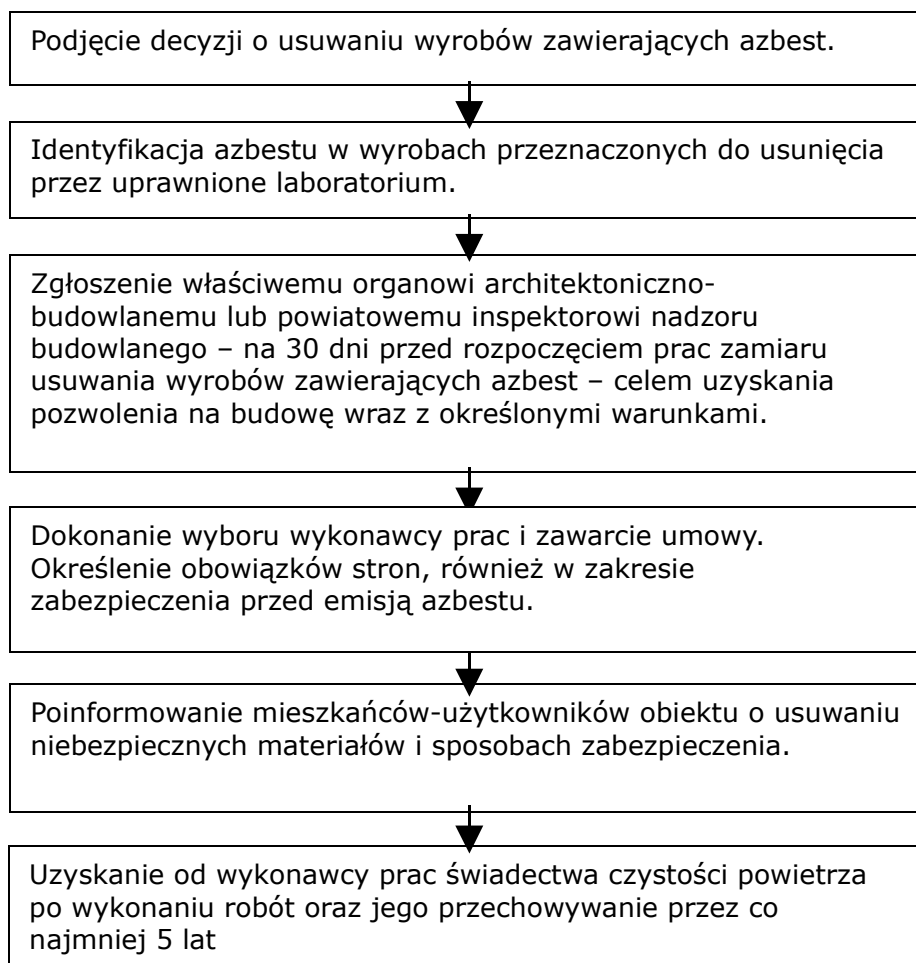 Podjęcie decyzji o usuwaniu wyrobów zawierających azbest.
Identyfikacja azbestu w wyrobach przeznaczonych do usunięcia
przez uprawnione laboratorium.
Zgłoszenie właściwemu organowi architektoniczno-
budowlanemu lub powiatowemu inspektorowi nadzoru
budowlanego – na 30 dni przed rozpoczęciem prac zamiaru
usuwania wyrobów zawierających azbest – celem uzyskania
pozwolenia na budowę wraz z określonymi warunkami.
Dokonanie wyboru wykonawcy prac i zawarcie umowy.
Określenie obowiązków stron, również w zakresie
zabezpieczenia przed emisją azbestu.
Poinformowanie mieszkańców-użytkowników obiektu o usuwaniu
niebezpiecznych materiałów i sposobach zabezpieczenia.
Uzyskanie od wykonawcy prac świadectwa czystości powietrza
po wykonaniu robót oraz jego przechowywanie przez co
najmniej 5 lat